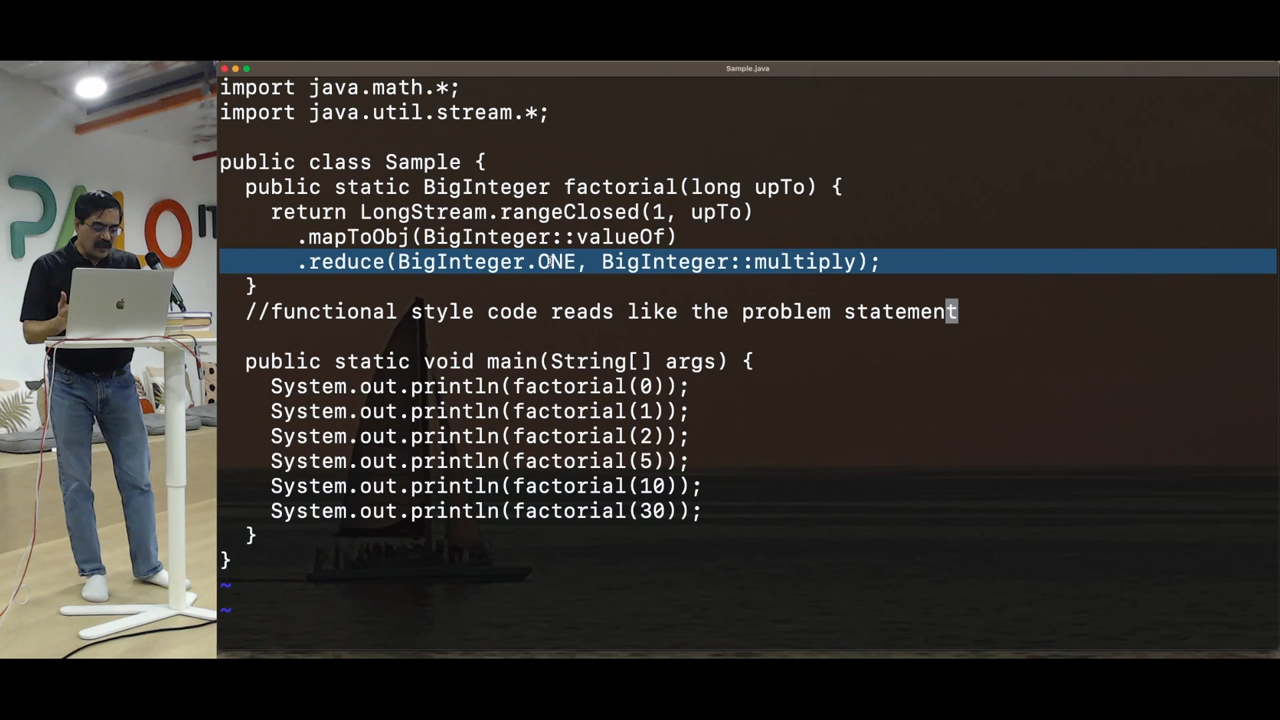 PALO
Sample.java
import java.math.*;
import java.util.stream.*;
public class Sample {
public static BigInteger factorial(long upTo) {
return LongStream.rangeClosed(1, upTo)
.mapToObj(BigInteger::valueOf)
.reduce(BigInteger.ONE, BigInteger::multiply);
}
//functional style code reads like the problem statement
public static void main(String[] args) {
System.out.println(factorial(0));
System.out.println(factorial(1));
System.out.println(factorial(2));
System.out.println(factorial(5));
System.out.println(factorial(10));
System.out.println(factorial(30));
}
}
~
~